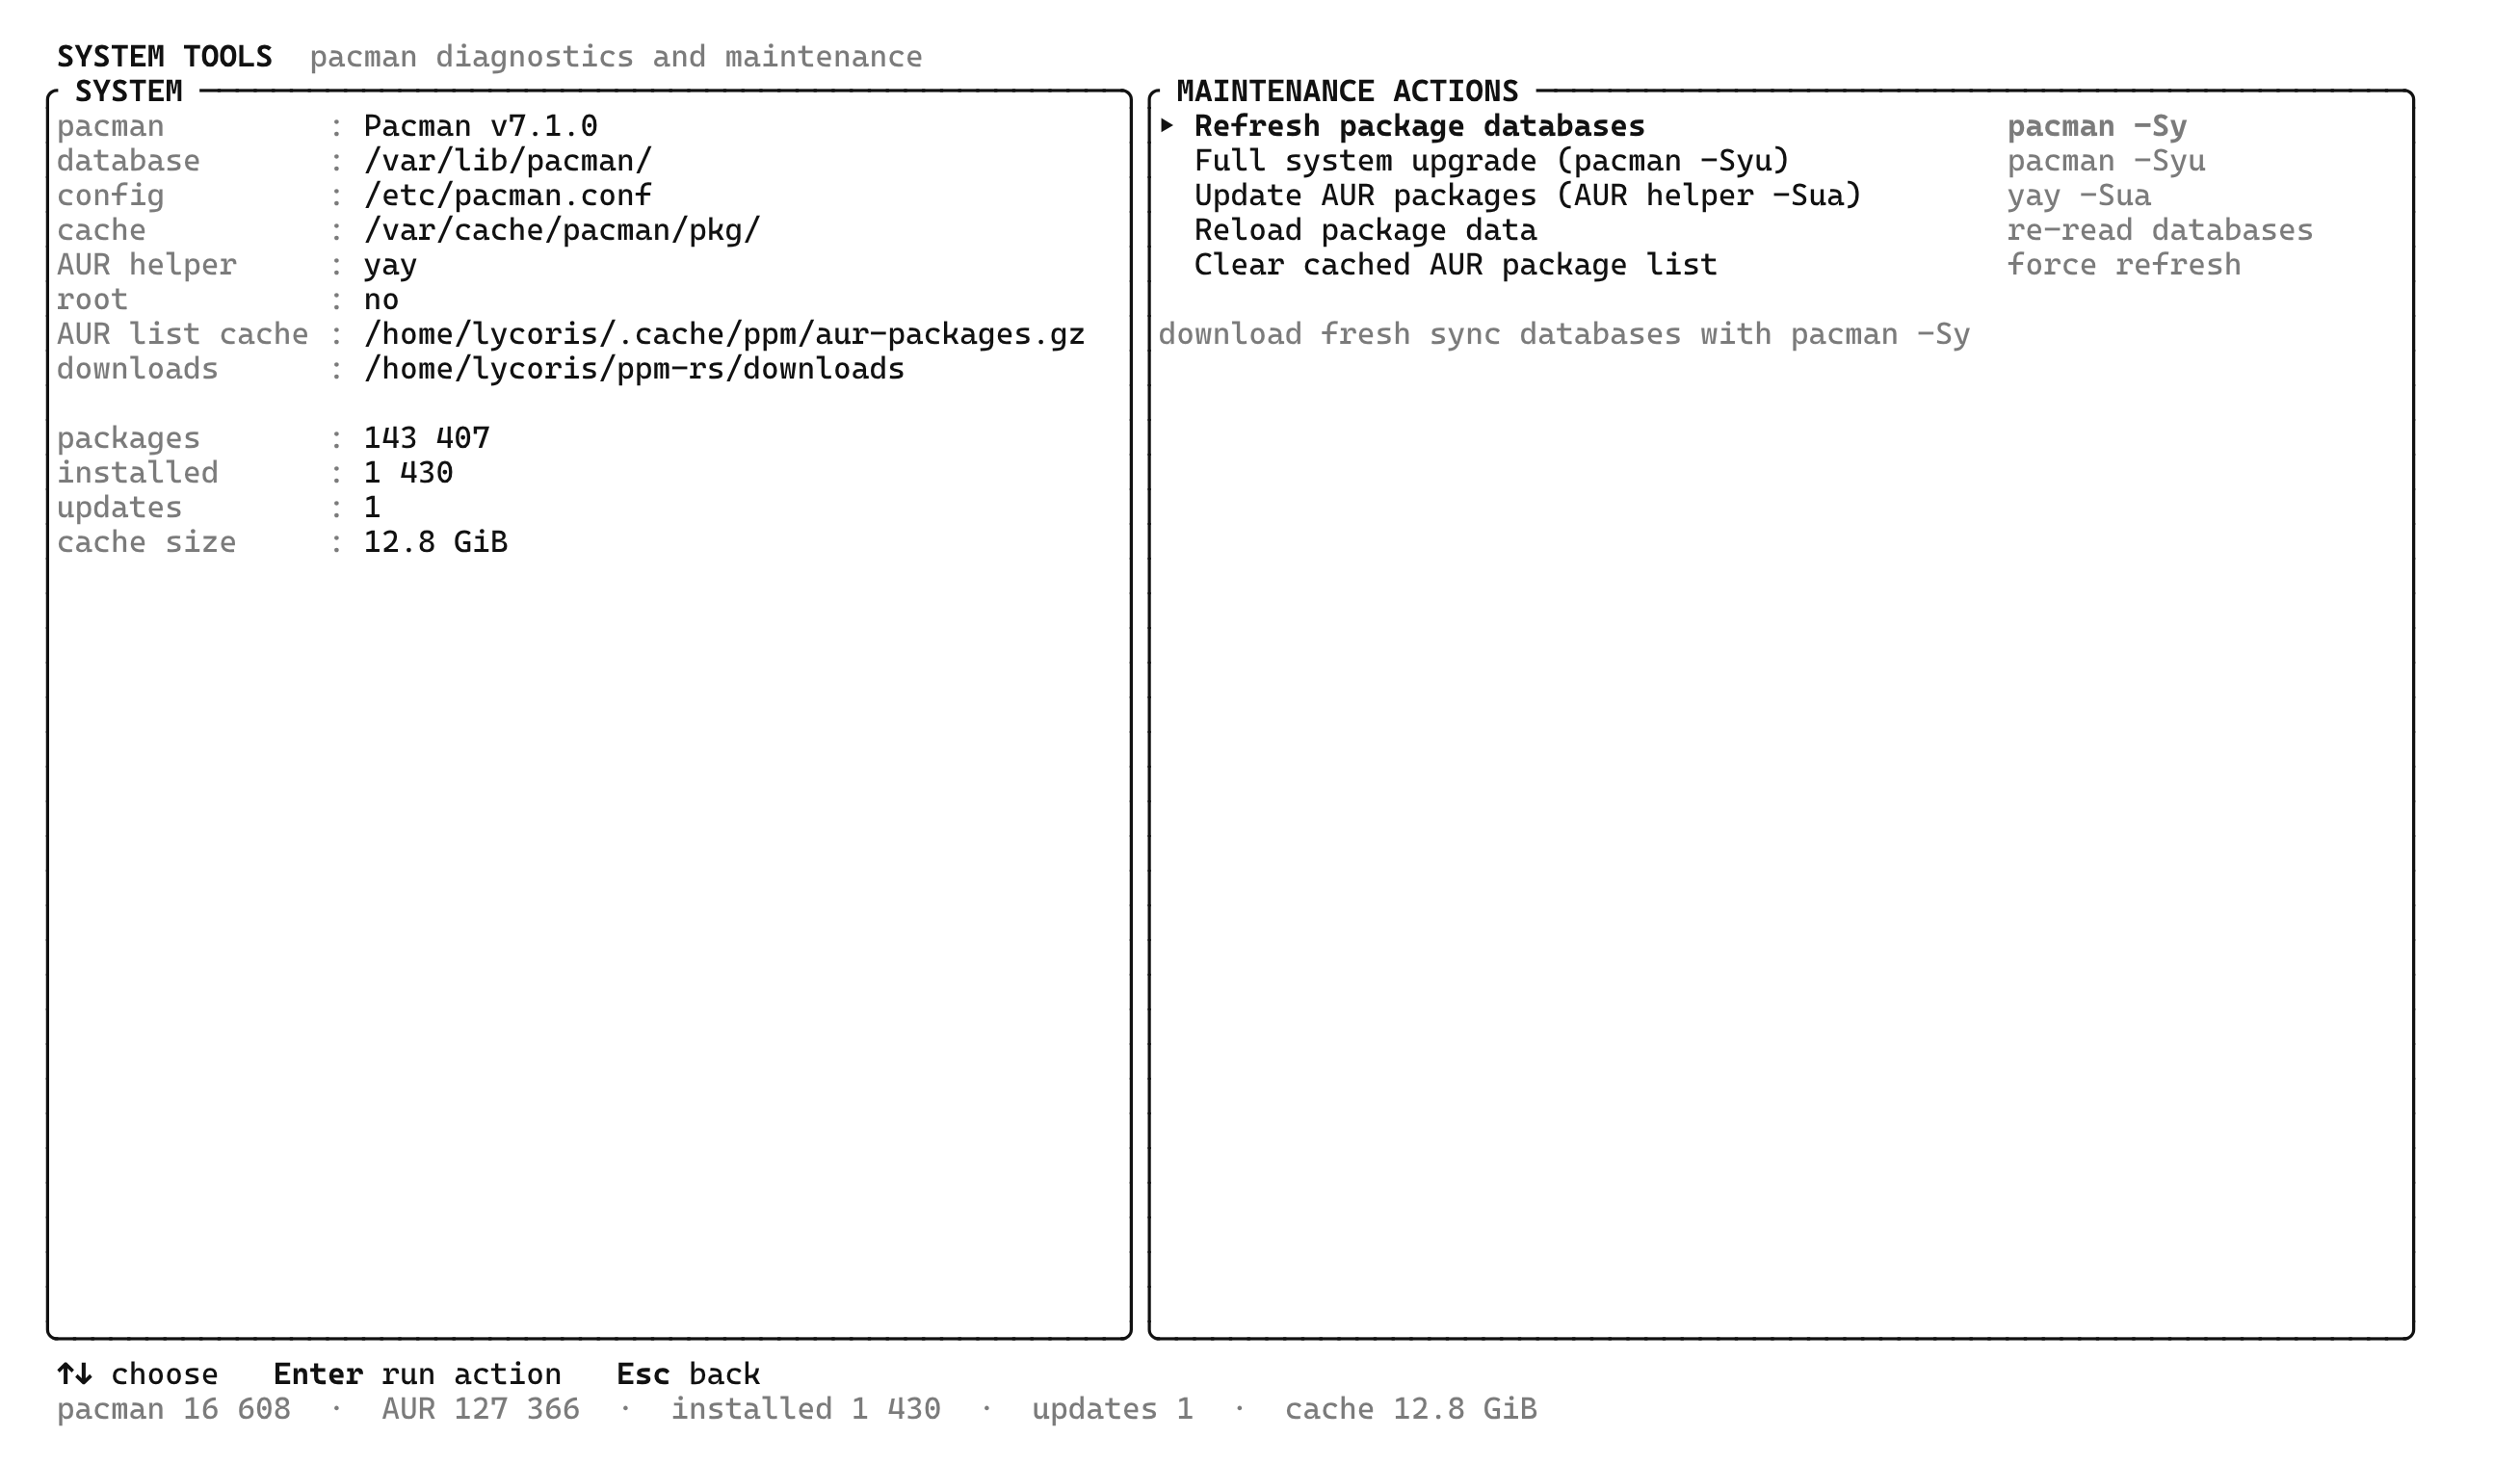 SYSTEM TOOLS  pacman diagnostics and maintenance
SYSTEM
pacman : Pacman v7.1.0
database : /var/lib/pacman/
config : /etc/pacman.conf
cache : /var/cache/pacman/pkg/
AUR helper : yay
root : no
AUR list cache : /home/lycoris/.cache/ppm/aur-packages.gz
downloads : /home/lycoris/ppm-rs/downloads
packages : 143 407
installed : 1 430
updates : 1
cache size : 12.8 GiB
MAINTENANCE ACTIONS
▸ Refresh package databases  pacman -Sy
Full system upgrade (pacman -Syu)  pacman -Syu
Update AUR packages (AUR helper -Sua)  yay -Sua
Reload package data  re-read databases
Clear cached AUR package list  force refresh
download fresh sync databases with pacman -Sy
↑↓ choose   Enter run action   Esc back
pacman 16 608  ·  AUR 127 366  ·  installed 1 430  ·  updates 1  ·  cache 12.8 GiB